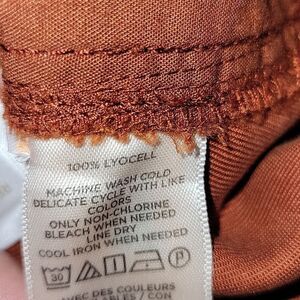 100% LYOCELL
MACHINE WASH COLD
DELICATE CYCLE WITH LIKE
COLORS
ONLY NON-CHLORINE
BLEACH WHEN NEEDED
LINE DRY
COOL IRON WHEN NEEDED
30
P
AVEC DES COULEURS